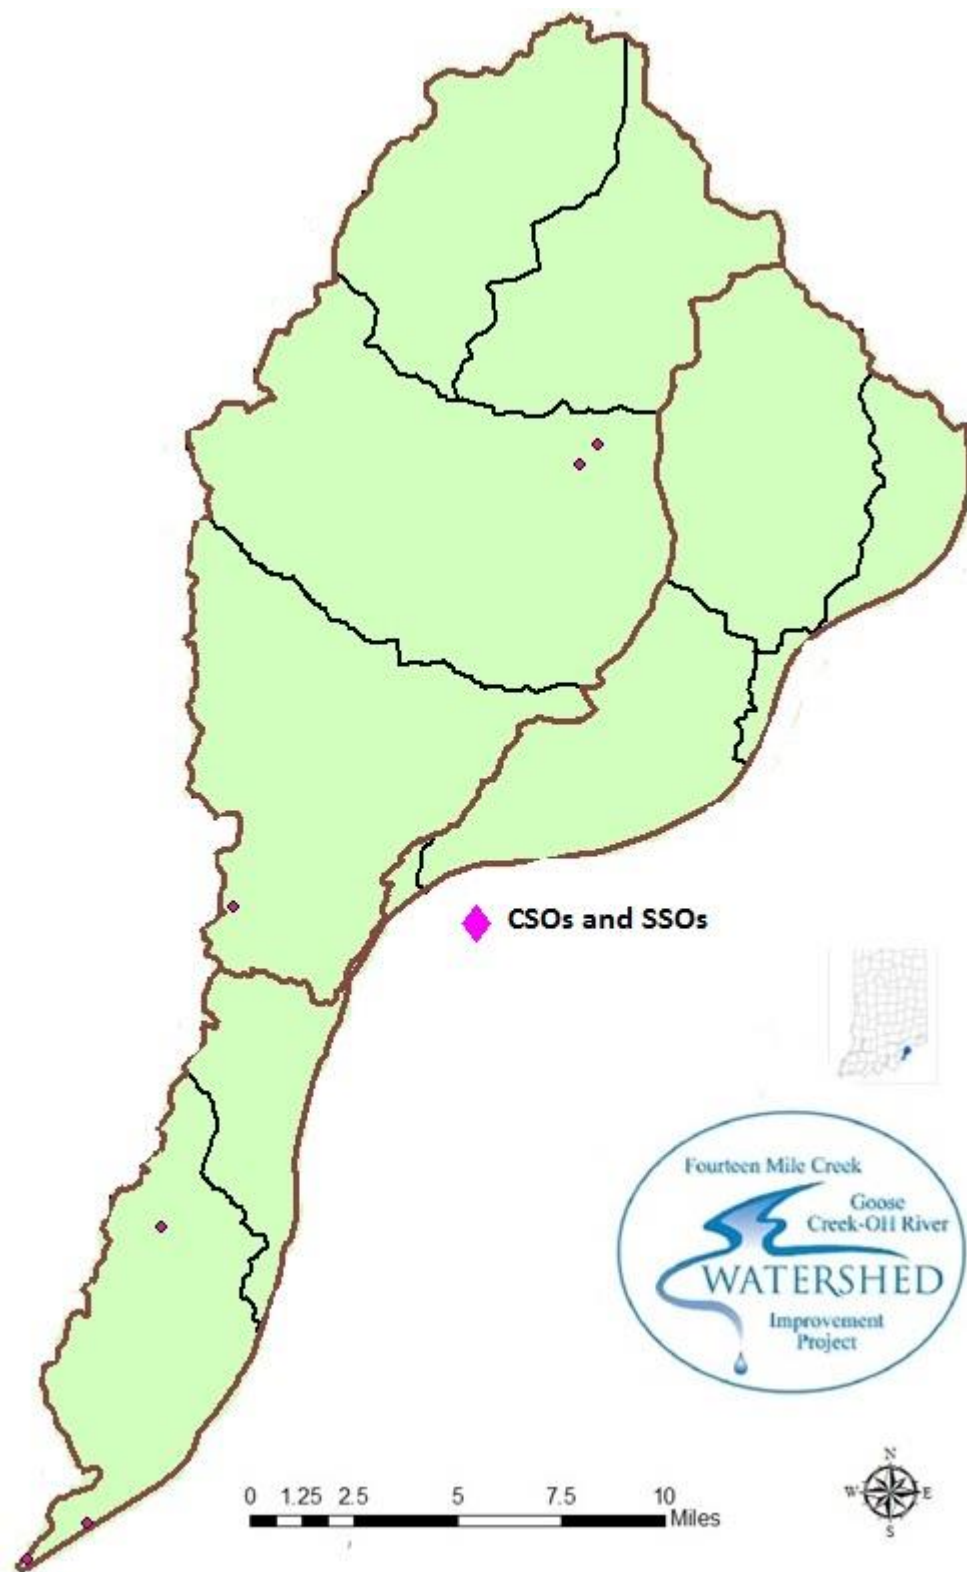 CSOs and SSOs
Fourteen Mile Creek
Goose
Creek-OH River
WATERSHED
Improvement
Project
0 1.25 2.5 5 7.5 10
Miles
N
W E
S